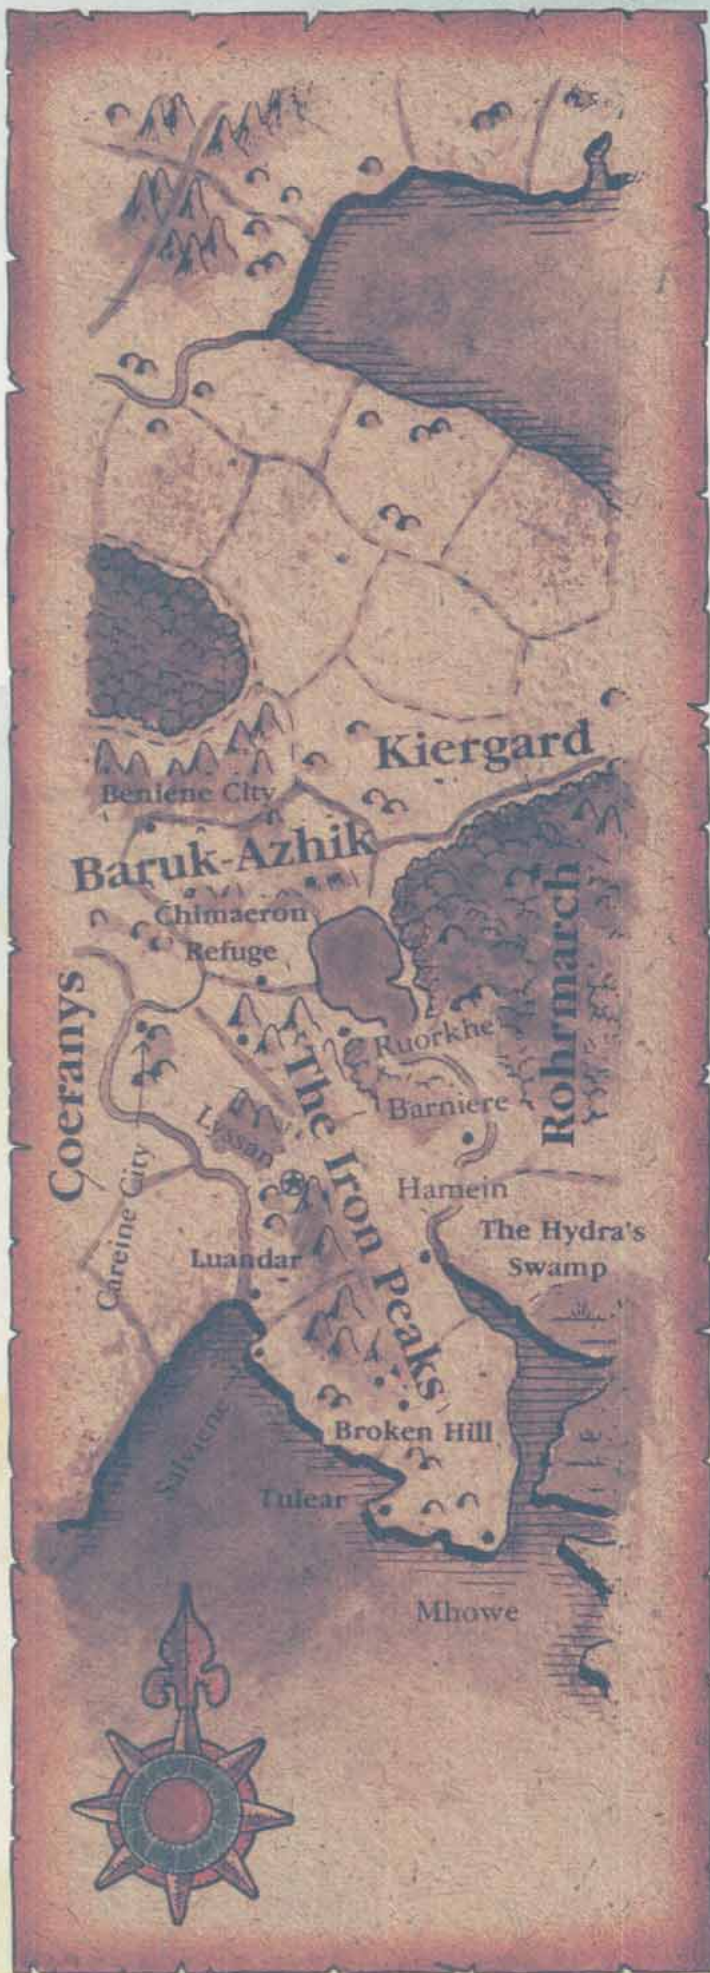 Kiergard
Beniene City
Baruk-Azhik
Chimaeron
Refuge
Coeranys
Rohrmarch
Ruorkhe
The Iron Peaks
Barniere
Lyssan
Careine City
Hamein
The Hydra's
Swamp
Luandar
Broken Hill
Salviene
Tulear
Mhowe